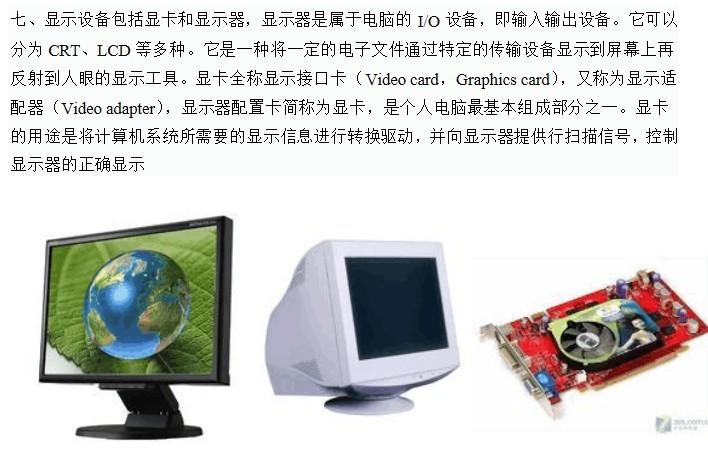 七、显示设备包括显卡和显示器，显示器是属于电脑的 I/O 设备，即输入输出设备。它可以
分为 CRT、LCD 等多种。它是一种将一定的电子文件通过特定的传输设备显示到屏幕上再
反射到人眼的显示工具。显卡全称显示接口卡（Video card，Graphics card），又称为显示适
配器（Video adapter），显示器配置卡简称为显卡，是个人电脑最基本组成部分之一。显卡
的用途是将计算机系统所需要的显示信息进行转换驱动，并向显示器提供行扫描信号，控制
显示器的正确显示
zol.com.cn